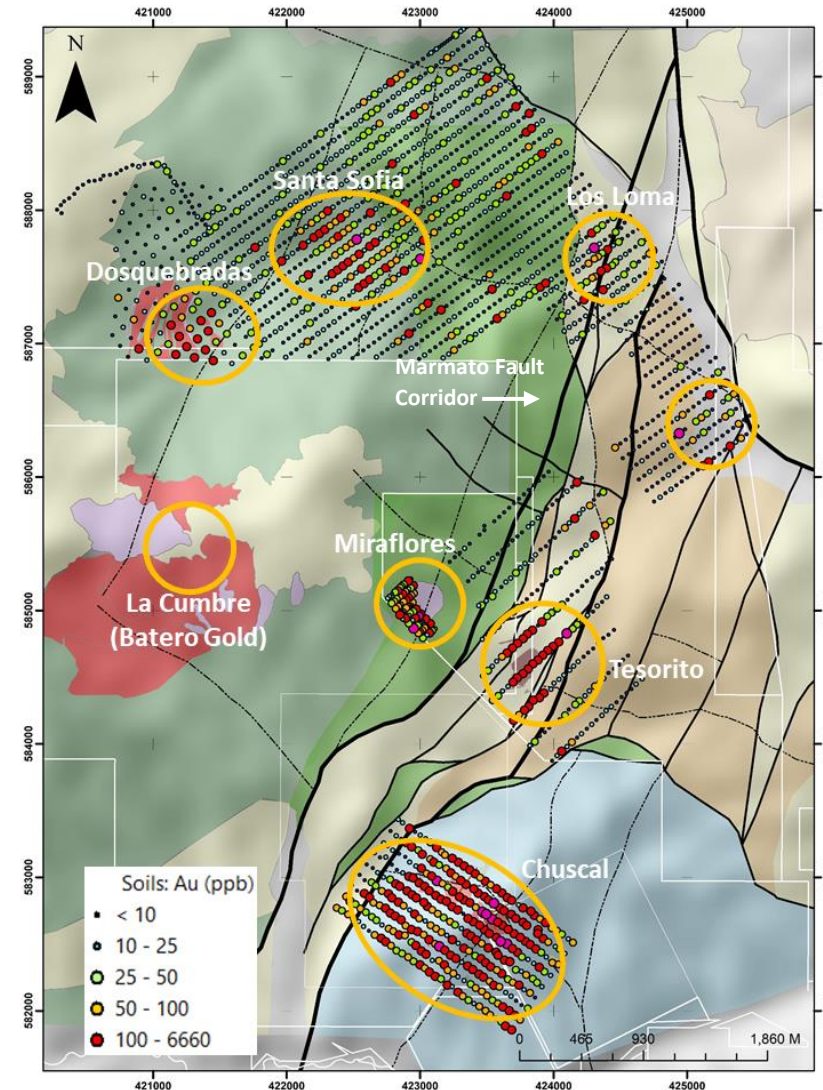 421000 422000 423000 424000 425000
N
589000
588000
587000
586000
585000
584000
583000
582000
Santa Sofia
Los Loma
Dosquebradas
Marmato Fault
Corridor
Miraflores
La Cumbre
(Batero Gold)
Tesorito
Chuscal
Soils: Au (ppb)
< 10
10 - 25
25 - 50
50 - 100
100 - 6660
0 465 930 1,860 M
421000 422000 423000 424000 425000